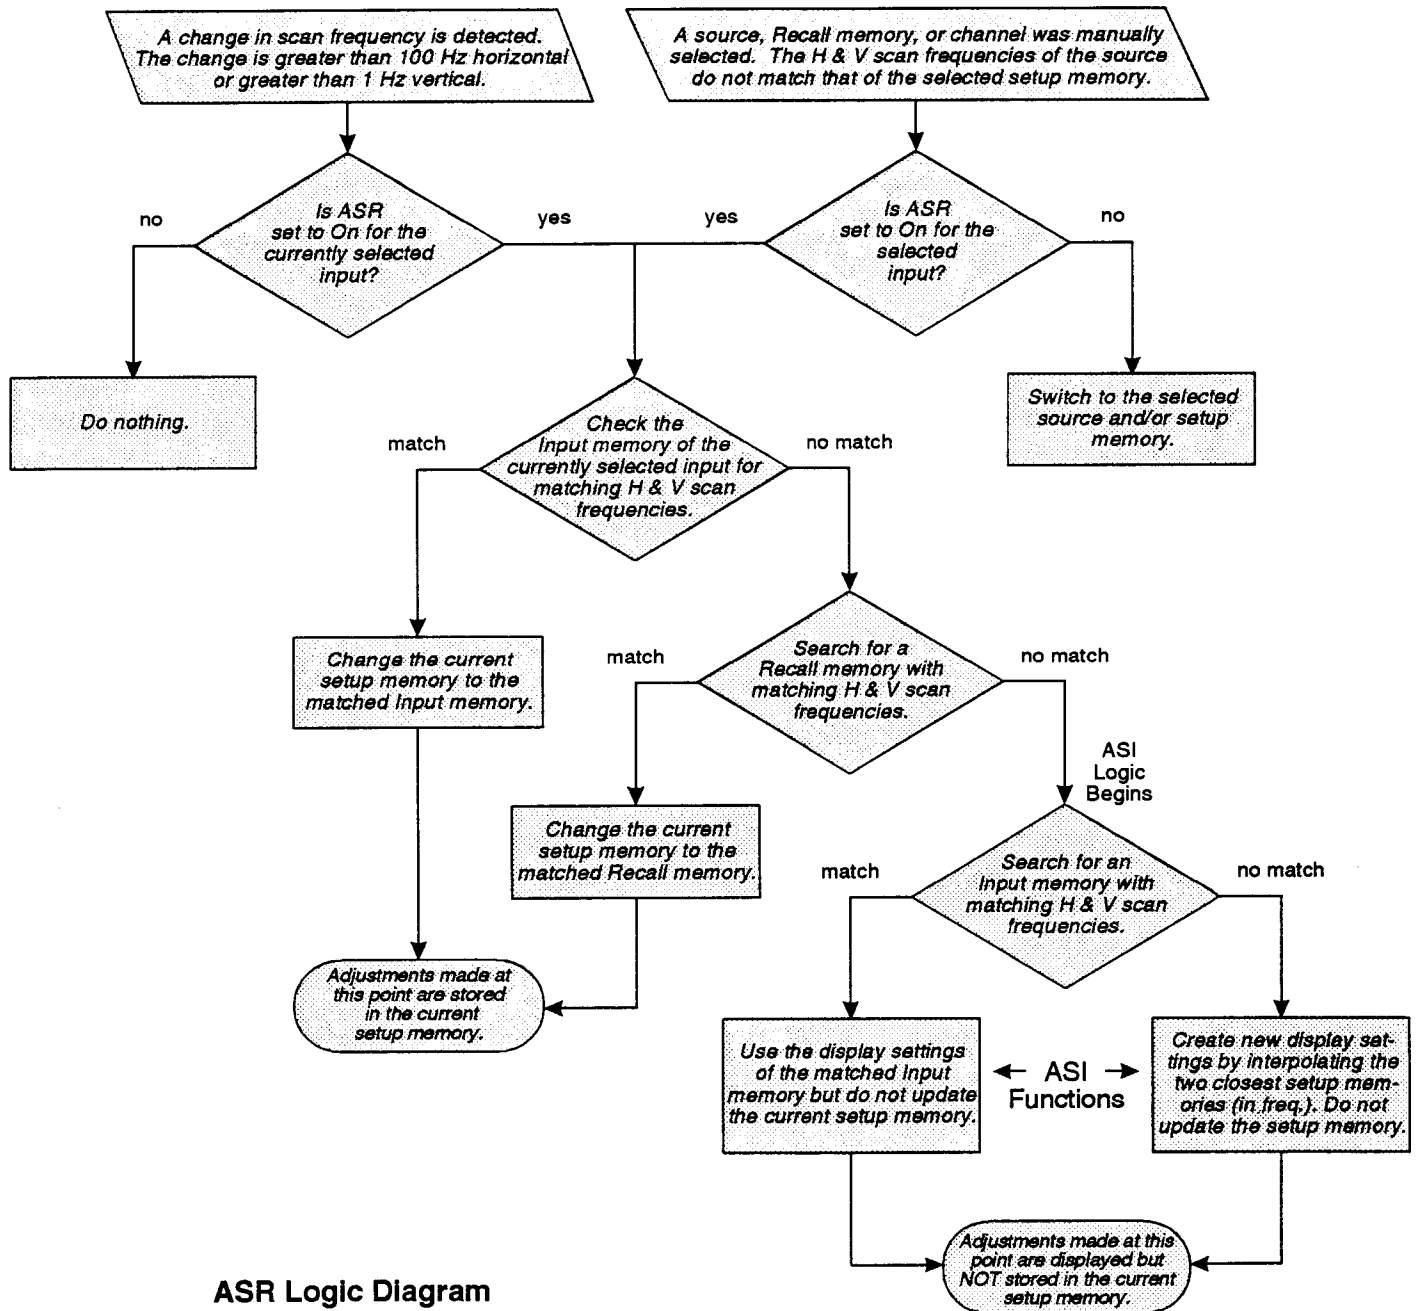 A change in scan frequency is detected.
The change is greater than 100 Hz horizontal
or greater than 1 Hz vertical.
A source, Recall memory, or channel was manually
selected. The H & V scan frequencies of the source
do not match that of the selected setup memory.
no
Is ASR
set to On for the
currently selected
input?
yes
yes
Is ASR
set to On for the
selected
input?
no
Do nothing.
Switch to the selected
source and/or setup
memory.
match
Check the
Input memory of the
currently selected input for
matching H & V scan
frequencies.
no match
Change the current
setup memory to the
matched Input memory.
match
Search for a
Recall memory with
matching H & V scan
frequencies.
no match
ASI
Logic
Begins
Change the current
setup memory to the
matched Recall memory.
match
Search for an
Input memory with
matching H & V scan
frequencies.
no match
Adjustments made at
this point are stored
in the current
setup memory.
Use the display settings
of the matched Input
memory but do not update
the current setup memory.
ASI
Functions
Create new display set-
tings by interpolating the
two closest setup mem-
ories (in freq.). Do not
update the setup memory.
Adjustments made at this
point are displayed but
NOT stored in the current
setup memory.
ASR Logic Diagram